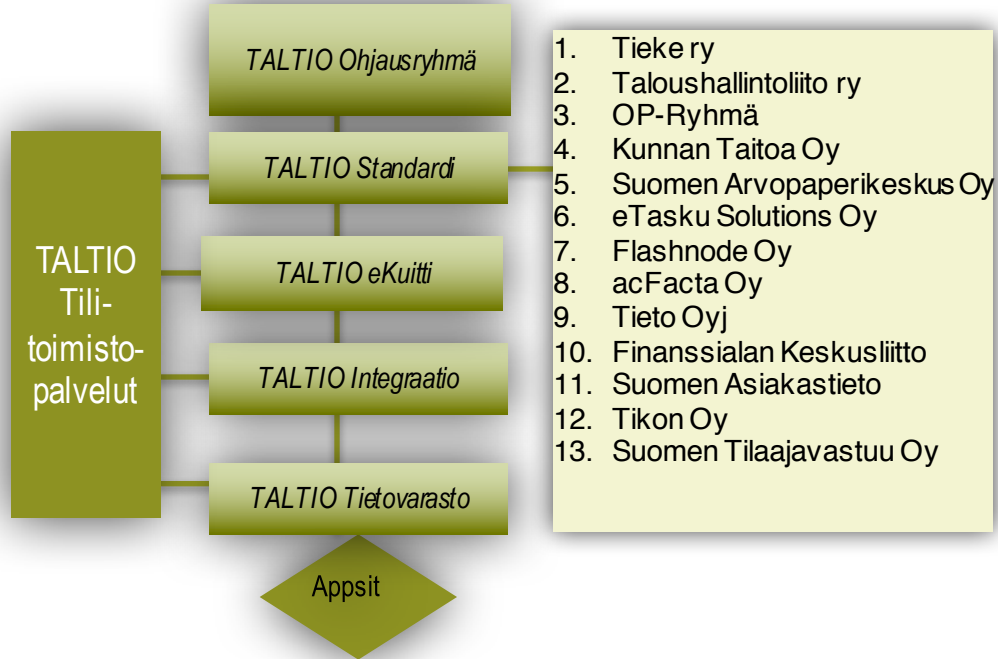 TALTIO Ohjausryhmä
TALTIO Standardi
TALTIO eKuitti
TALTIO Integraatio
TALTIO Tietovarasto
Appsit
TALTIO
Tili-
toimisto-
palvelut
1. Tieke ry
2. Taloushallintoliito ry
3. OP-Ryhmä
4. Kunnan Taitoa Oy
5. Suomen Arvopaperikeskus Oy
6. eTasku Solutions Oy
7. Flashnode Oy
8. acFacta Oy
9. Tieto Oyj
10. Finanssialan Keskusliitto
11. Suomen Asiakastieto
12. Tikon Oy
13. Suomen Tilaajavastuu Oy